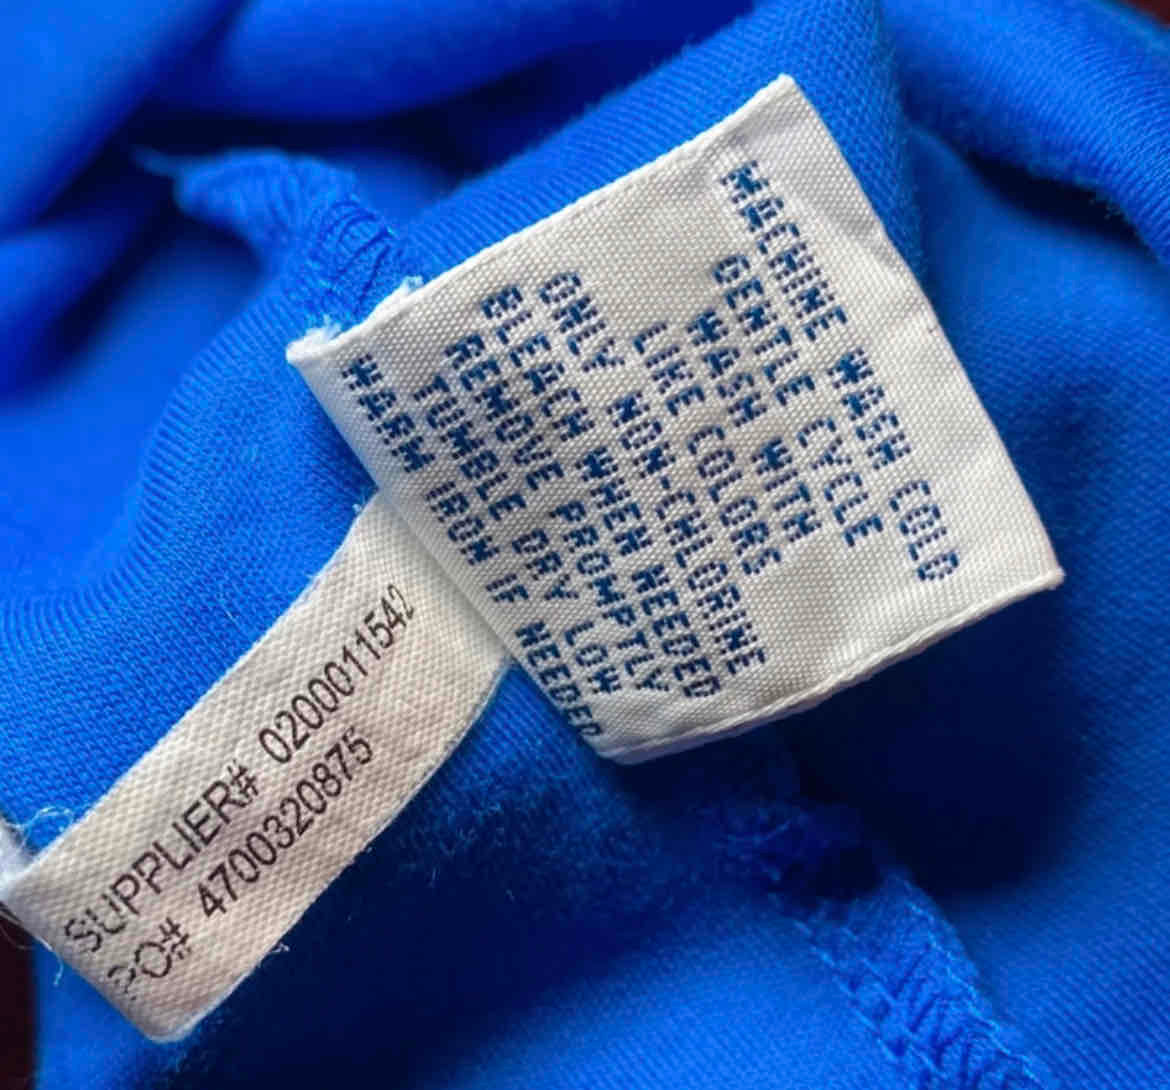 MACHINE WASH COLD
GENTLE CYCLE
WASH WITH
LIKE COLORS
ONLY NON-CHLORINE
BLEACH WHEN NEEDED
REMOVE PROMPTLY
TUMBLE DRY LOW
WARM IRON IF NEEDED
SUPPLIER# 0200011542
PO# 4700320875